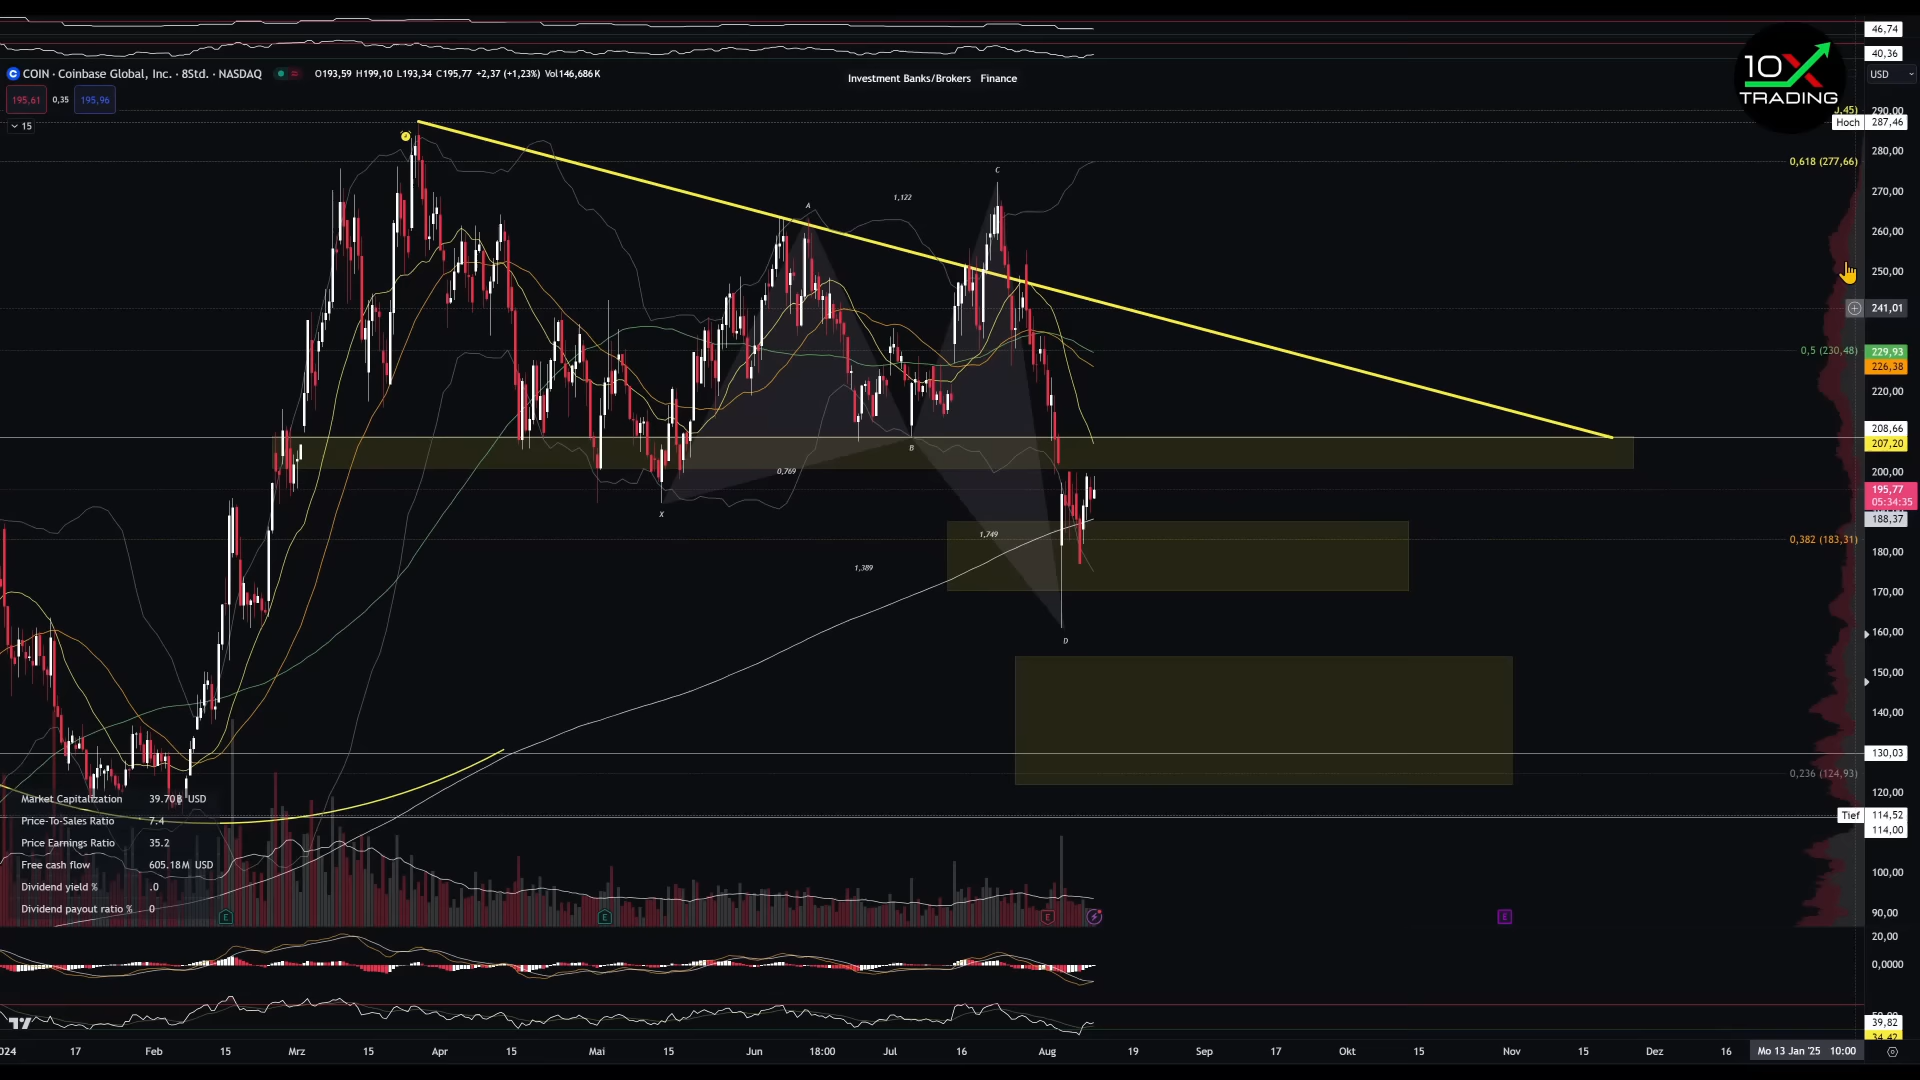 46,74
40,36
COIN · Coinbase Global, Inc. · 8Std. · NASDAQ O193,59 H199,10 L193,34 C195,77 +2,37 (+1,23%) Vol146,686K
Investment Banks/Brokers Finance
USD
10X
TRADING
195,61 0,35 195,96
15
290,00
Hoch 287,46
280,00
0,618 (277,66)
270,00
260,00
250,00
241,01
0,5 (230,48) 229,93
226,38
220,00
208,66
207,20
200,00
195,77
05:34:35
188,37
0,382 (183,31)
180,00
170,00
160,00
150,00
140,00
130,03
0,236 (124,93)
120,00
Tief 114,52
114,00
100,00
90,00
20,00
0,0000
39,82
A
C
1,122
B
0,769
X
1,749
1,389
D
Market Capitalization 39.70B USD
Price-To-Sales Ratio 7.4
Price Earnings Ratio 35.2
Free cash flow 605.18M USD
Dividend yield % .0
Dividend payout ratio % 0
E E E E
2024 17 Feb 15 Mrz 15 Apr 15 Mai 15 Jun 18:00 Jul 16 Aug 19 Sep 17 Okt 15 Nov 15 Dez 16 Mo 13 Jan '25 10:00